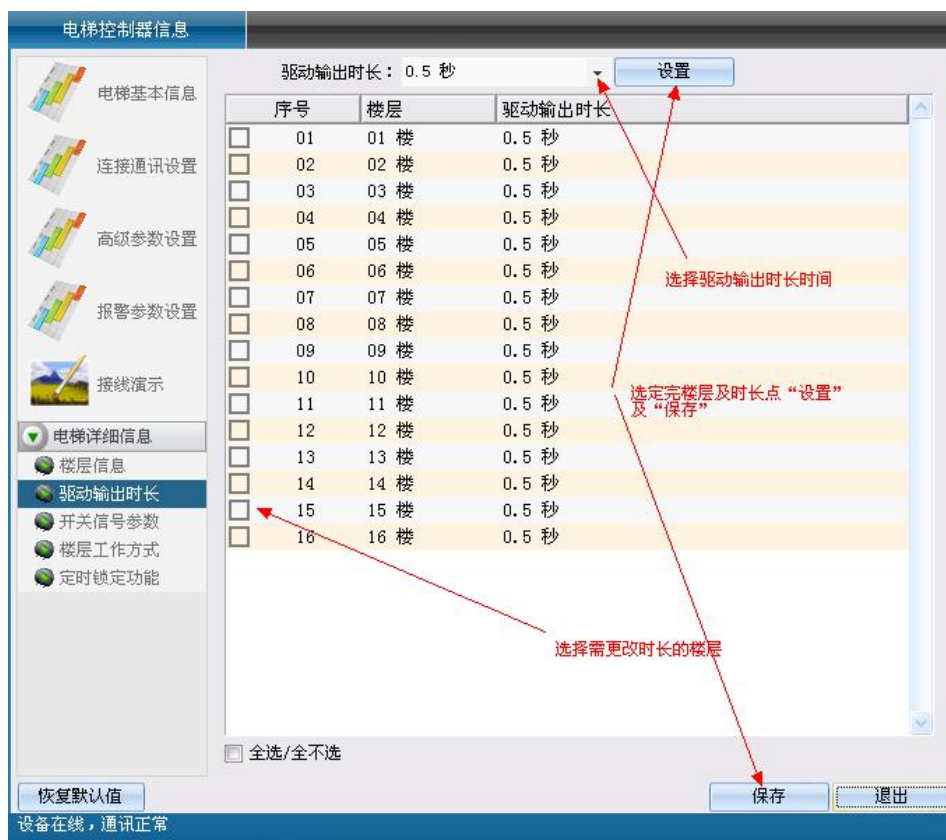 电梯控制器信息
驱动输出时长： 0.5 秒 设置
电梯基本信息
连接通讯设置
高级参数设置
报警参数设置
接线演示
电梯详细信息
楼层信息
驱动输出时长
开关信号参数
楼层工作方式
定时锁定功能
序号 楼层 驱动输出时长
01 01 楼 0.5 秒
02 02 楼 0.5 秒
03 03 楼 0.5 秒
04 04 楼 0.5 秒
05 05 楼 0.5 秒
06 06 楼 0.5 秒
07 07 楼 0.5 秒
08 08 楼 0.5 秒
09 09 楼 0.5 秒
10 10 楼 0.5 秒
11 11 楼 0.5 秒
12 12 楼 0.5 秒
13 13 楼 0.5 秒
14 14 楼 0.5 秒
15 15 楼 0.5 秒
16 16 楼 0.5 秒
选择驱动输出时长时间
选定完楼层及时长点“设置”
及“保存”
选择需更改时长的楼层
全选/全不选
恢复默认值 保存 退出
设备在线，通讯正常